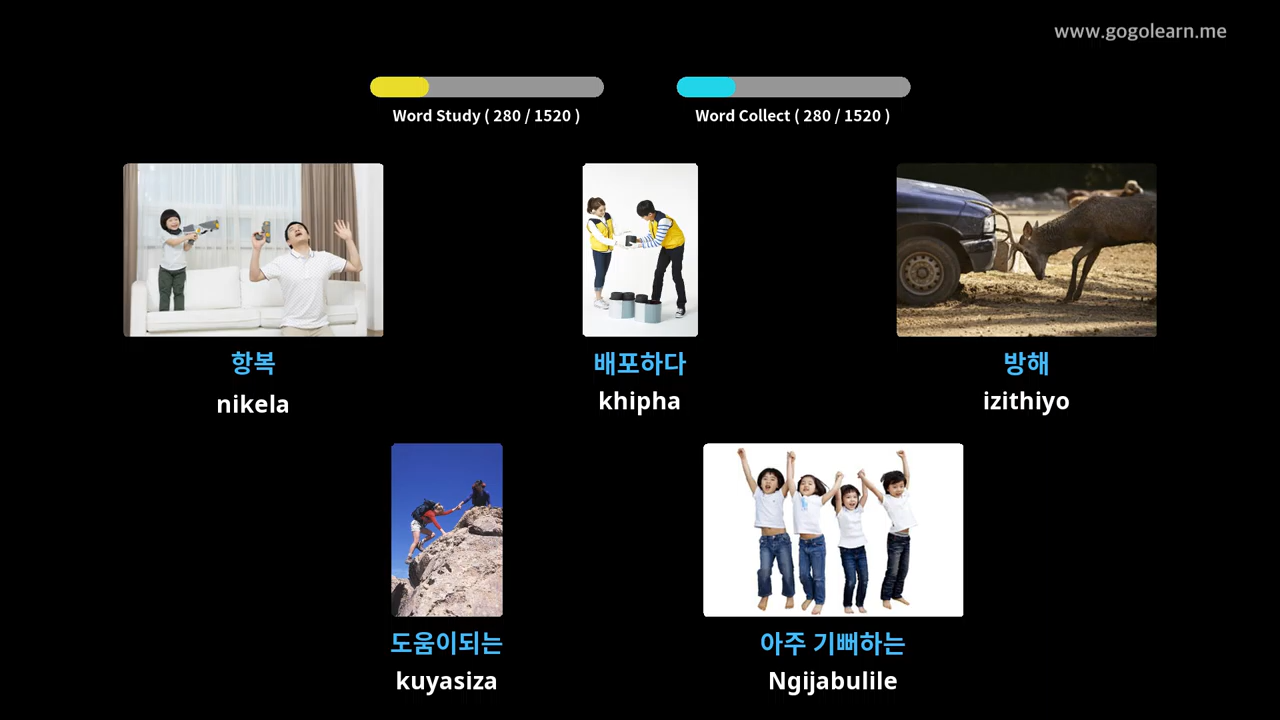 www.gogolearn.me
Word Study ( 280 / 1520 )
Word Collect ( 280 / 1520 )
항복
nikela
배포하다
khipha
방해
izithiyo
도움이되는
kuyasiza
아주 기뻐하는
Ngijabulile